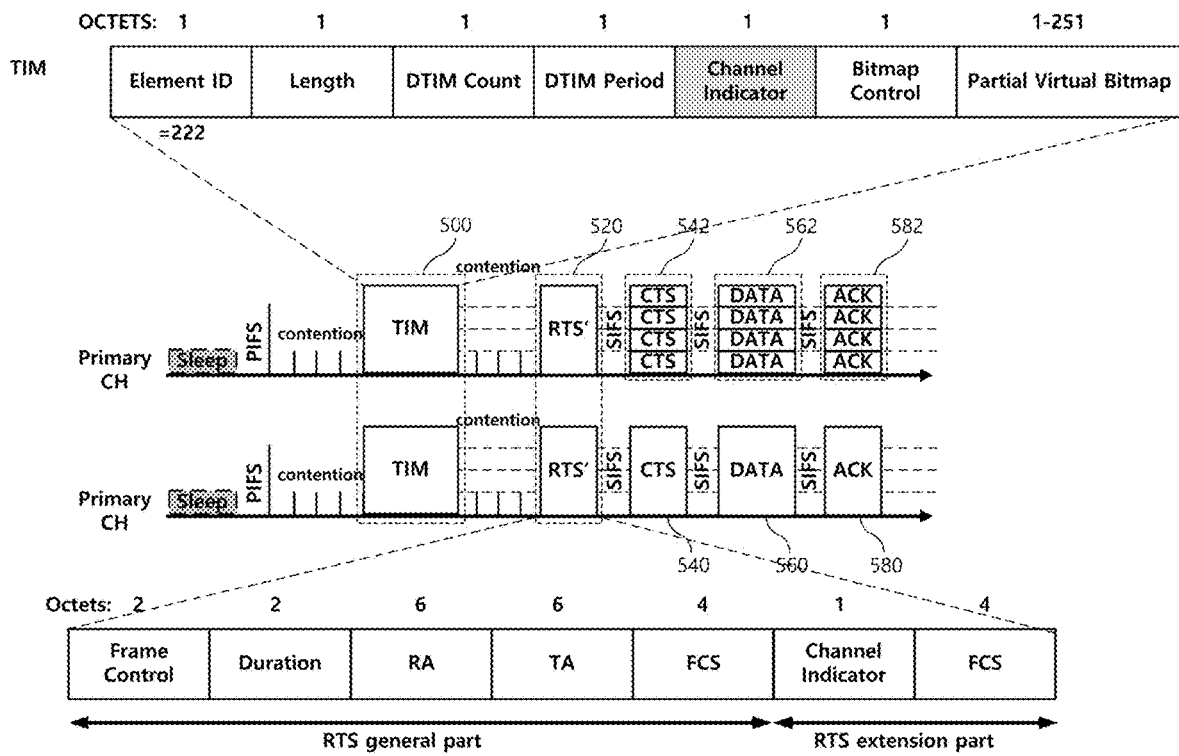 OCTETS: 1 1 1 1 1 1 1-251
TIM
Element ID Length DTIM Count DTIM Period Channel Indicator Bitmap Control Partial Virtual Bitmap
=222
500 520 542 562 582
contention
Primary CH Sleep PIFS contention TIM RTS' SIFS CTS SIFS DATA SIFS ACK
CTS DATA ACK
CTS DATA ACK
CTS DATA ACK
contention
Primary CH Sleep PIFS contention TIM RTS' SIFS CTS SIFS DATA SIFS ACK
540 560 580
Octets: 2 2 6 6 4 1 4
Frame Control Duration RA TA FCS Channel Indicator FCS
RTS general part RTS extension part